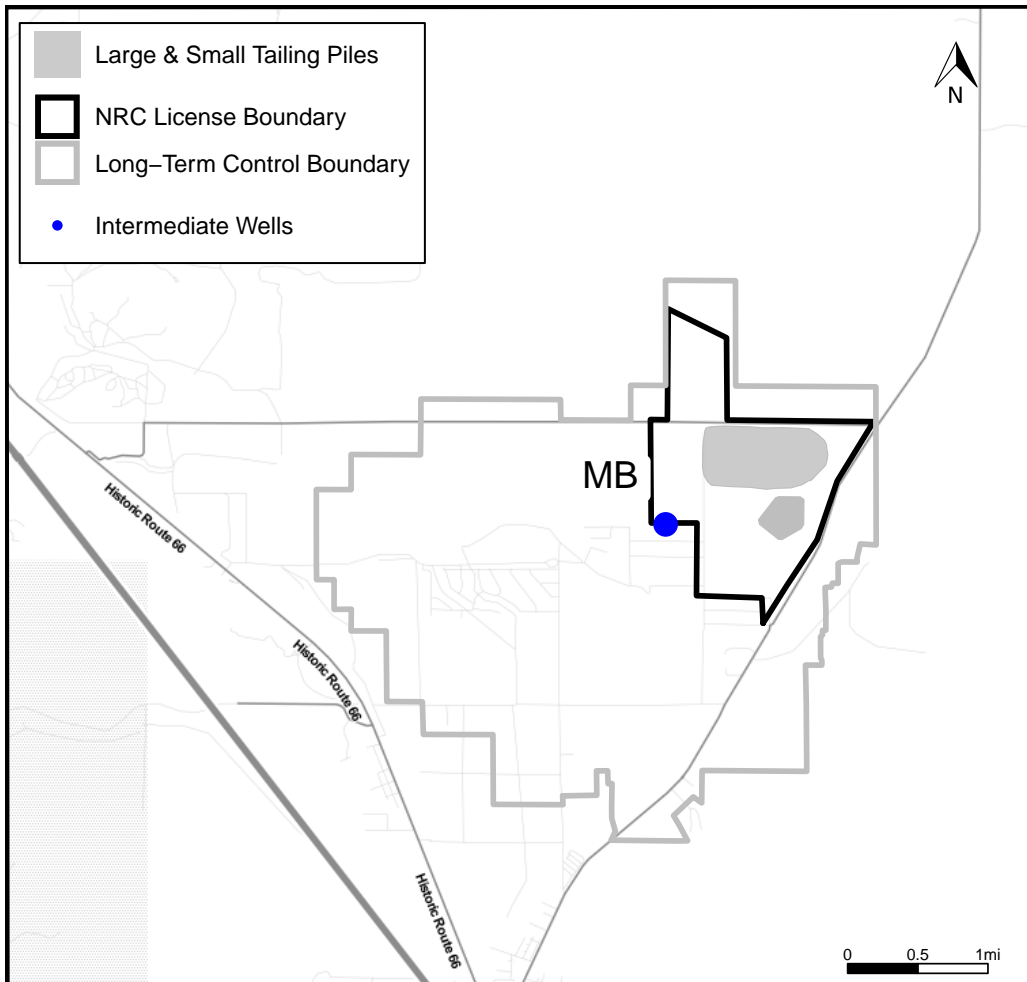 Large & Small Tailing Piles
NRC License Boundary
Long−Term Control Boundary
Intermediate Wells
N
MB
Historic Route 66
Historic Route 66
Historic Route 66
0 0.5 1mi